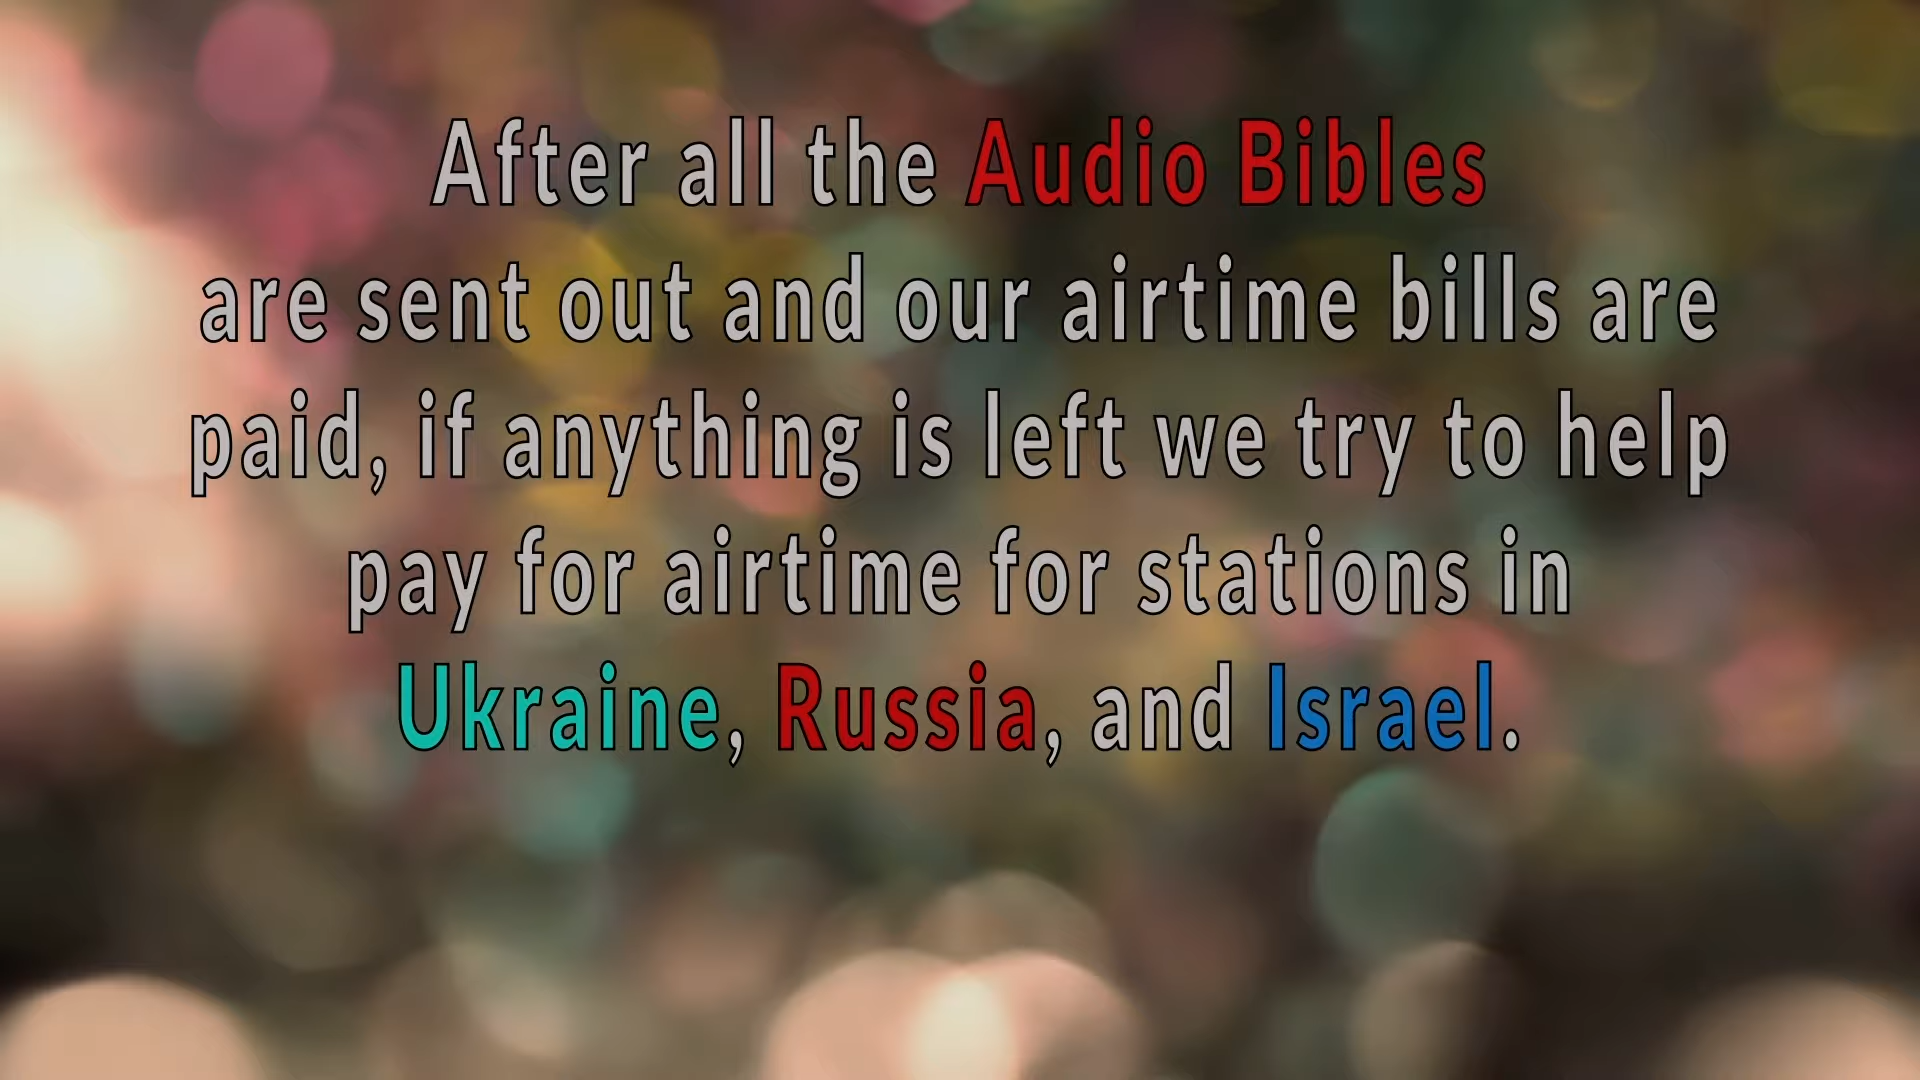 After all the Audio Bibles
are sent out and our airtime bills are
paid, if anything is left we try to help
pay for airtime for stations in
Ukraine, Russia, and Israel.